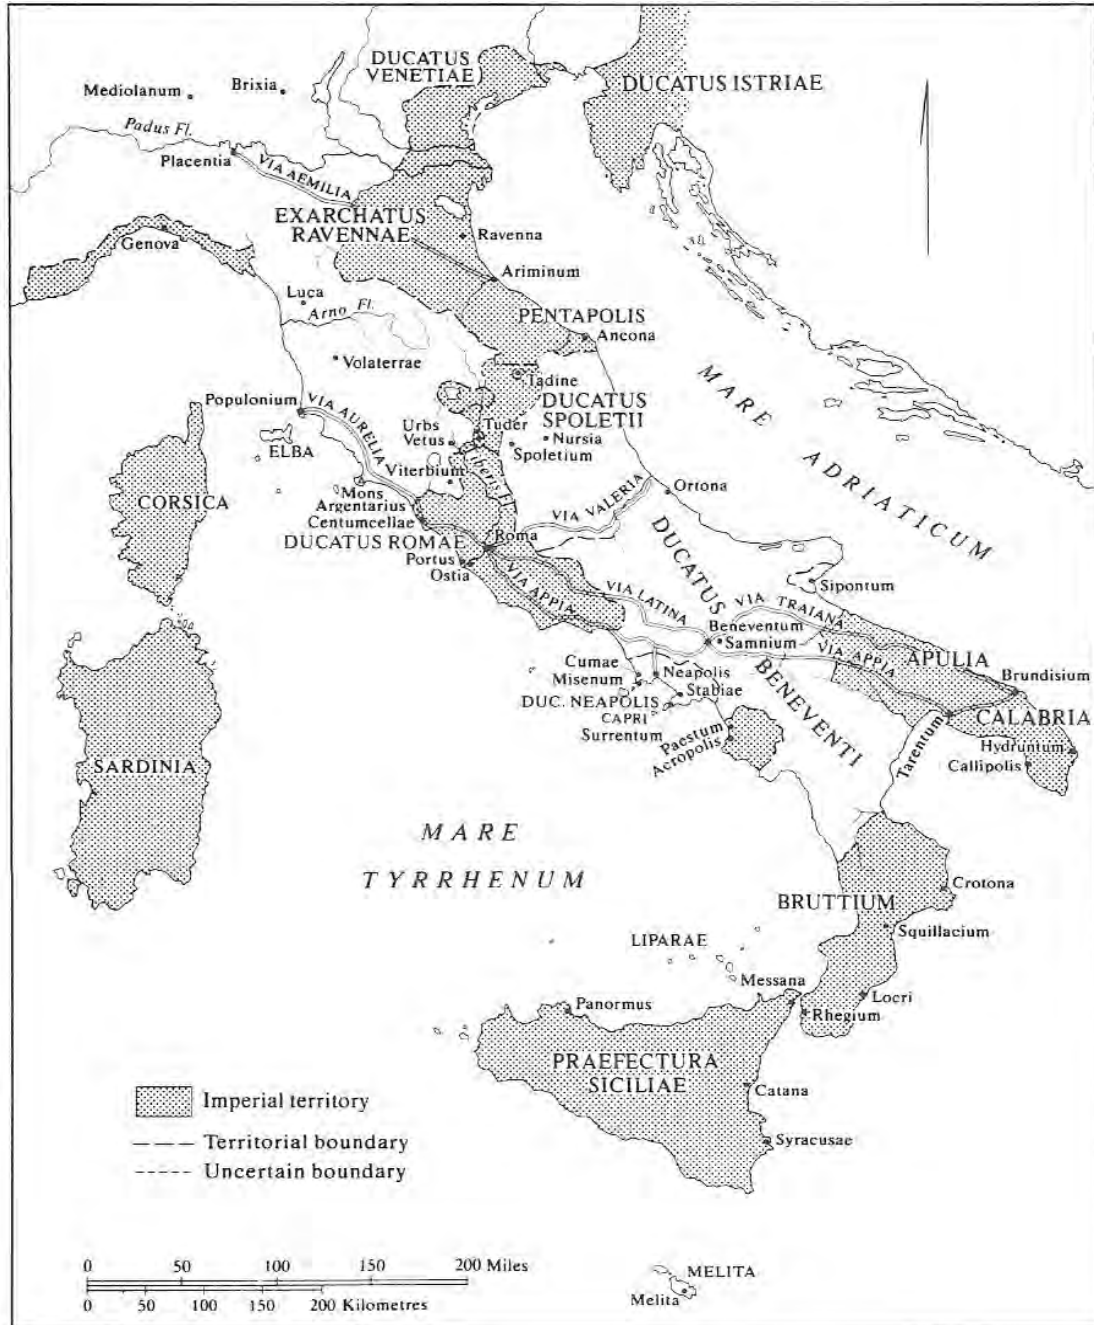 DUCATUS
VENETIAE
DUCATUS ISTRIAE
Mediolanum
Brixia
Padus Fl.
Placentia
VIA AEMILIA
EXARCHATUS
RAVENNAE
Ravenna
Genova
Ariminum
Luca
Arno Fl.
PENTAPOLIS
Ancona
Volaterrae
Tadine
MARE
ADRIATICUM
Populonium
VIA AURELIA
DUCATUS
SPOLETII
Urbs
Vetus
Tuder
Nursia
Spoletium
ELBA
Viterbium
Tiberis Fl.
CORSICA
Mons
Argentarius
Centumcellae
VIA VALERIA
Ortona
DUCATUS ROMAE
Roma
Portus
Ostia
VIA APPIA
VIA LATINA
DUCATUS
BENEVENTI
Sipontum
VIA TRAIANA
Beneventum
Samnium
VIA APPIA
APULIA
Cumae
Misenum
Neapolis
Stabiae
Brundisium
DUC. NEAPOLIS
CAPRI
Surrentum
CALABRIA
Paestum
Acropolis
Tarentum
Hydruntum
Callipolis
SARDINIA
MARE
TYRRHENUM
BRUTTIUM
Crotona
Squillacium
LIPARAE
Messana
Locri
Panormus
Rhegium
PRAEFECTURA
SICILIAE
Catana
Syracusae
Imperial territory
Territorial boundary
Uncertain boundary
0 50 100 150 200 Miles
0 50 100 150 200 Kilometres
MELITA
Melita